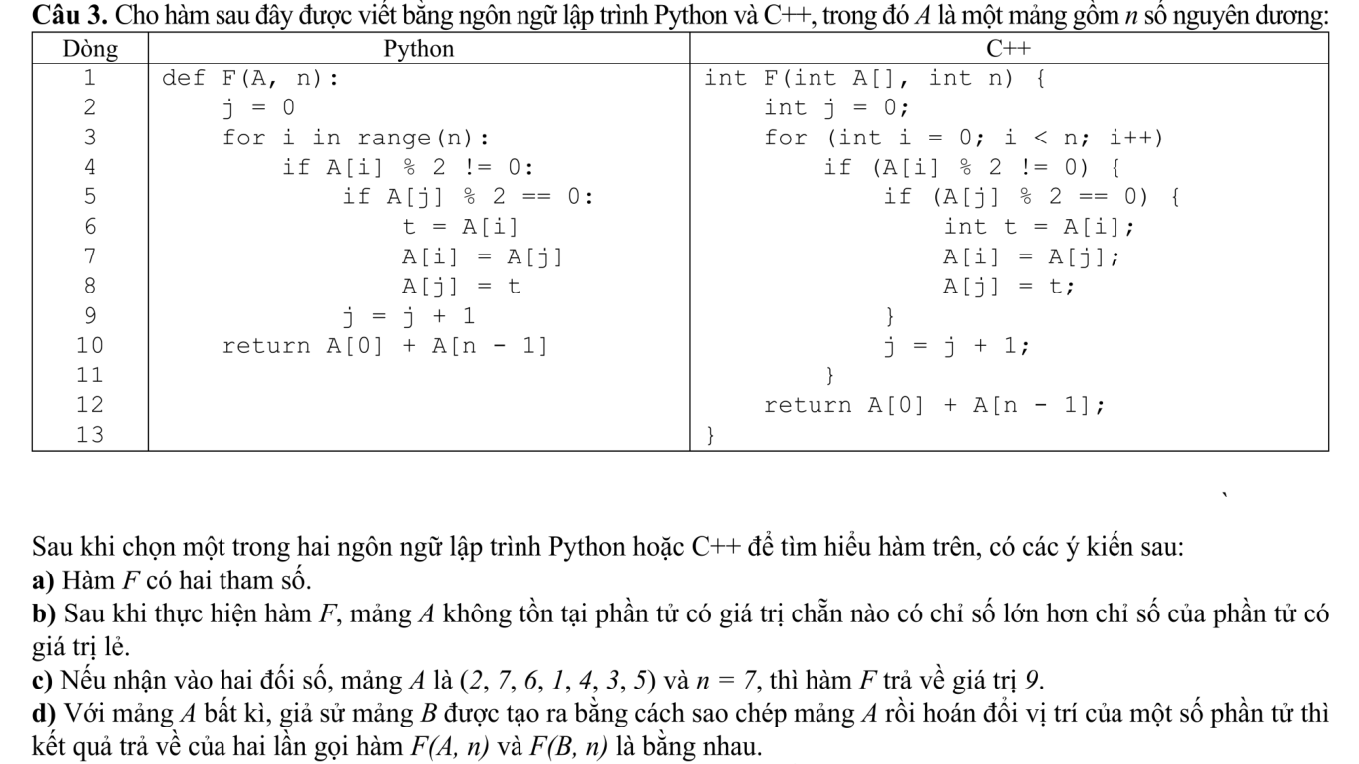 Câu 3. Cho hàm sau đây được viết bằng ngôn ngữ lập trình Python và C++, trong đó A là một mảng gồm n số nguyên dương:
Dòng Python C++
1 def F(A, n): int F(int A[], int n) {
2 j = 0 int j = 0;
3 for i in range(n): for (int i = 0; i < n; i++)
4 if A[i] % 2 != 0: if (A[i] % 2 != 0) {
5 if A[j] % 2 == 0: if (A[j] % 2 == 0) {
6 t = A[i] int t = A[i];
7 A[i] = A[j] A[i] = A[j];
8 A[j] = t A[j] = t;
9 j = j + 1 }
10 return A[0] + A[n - 1] j = j + 1;
11 }
12 return A[0] + A[n - 1];
13 }
Sau khi chọn một trong hai ngôn ngữ lập trình Python hoặc C++ để tìm hiểu hàm trên, có các ý kiến sau:
a) Hàm F có hai tham số.
b) Sau khi thực hiện hàm F, mảng A không tồn tại phần tử có giá trị chẵn nào có chỉ số lớn hơn chỉ số của phần tử có
giá trị lẻ.
c) Nếu nhận vào hai đối số, mảng A là (2, 7, 6, 1, 4, 3, 5) và n = 7, thì hàm F trả về giá trị 9.
d) Với mảng A bất kì, giả sử mảng B được tạo ra bằng cách sao chép mảng A rồi hoán đổi vị trí của một số phần tử thì
kết quả trả về của hai lần gọi hàm F(A, n) và F(B, n) là bằng nhau.